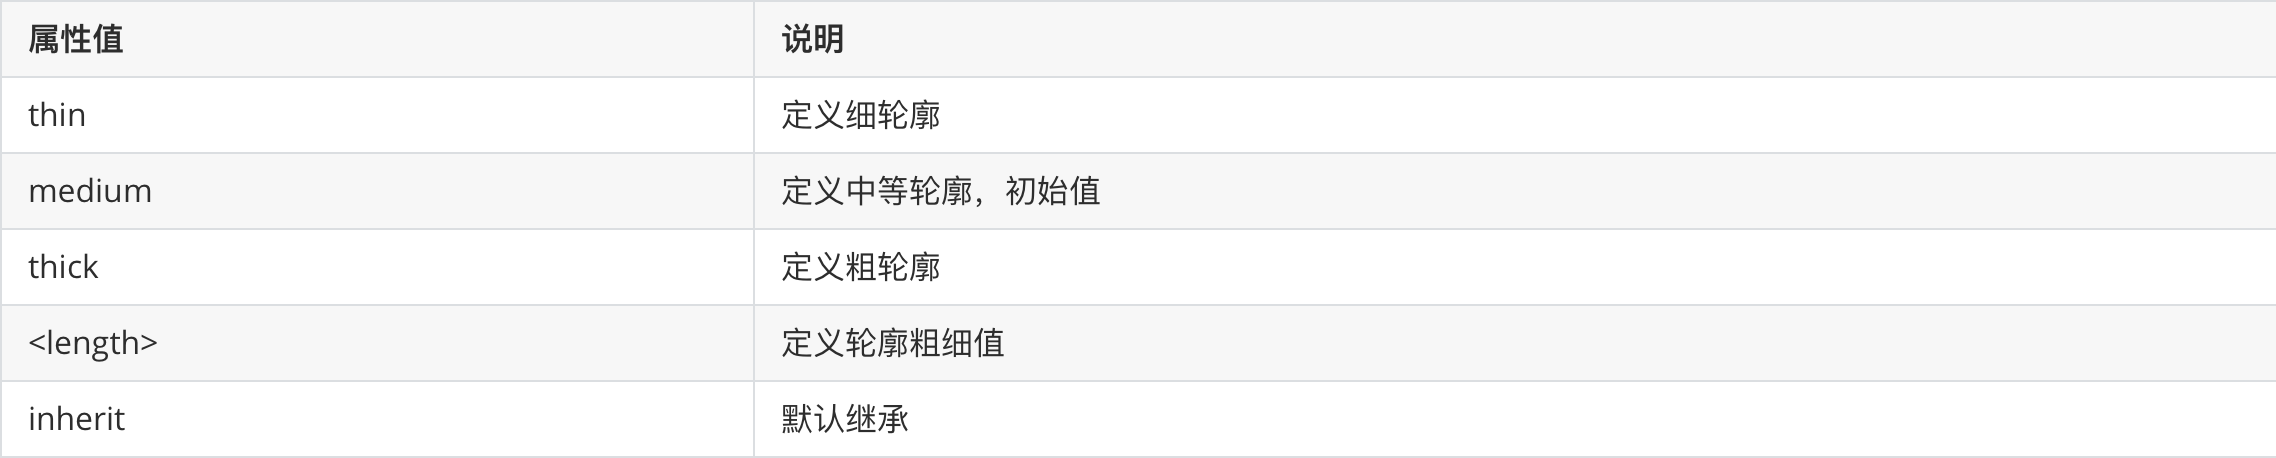 属性值 说明
thin 定义细轮廓
medium 定义中等轮廓，初始值
thick 定义粗轮廓
<length> 定义轮廓粗细值
inherit 默认继承